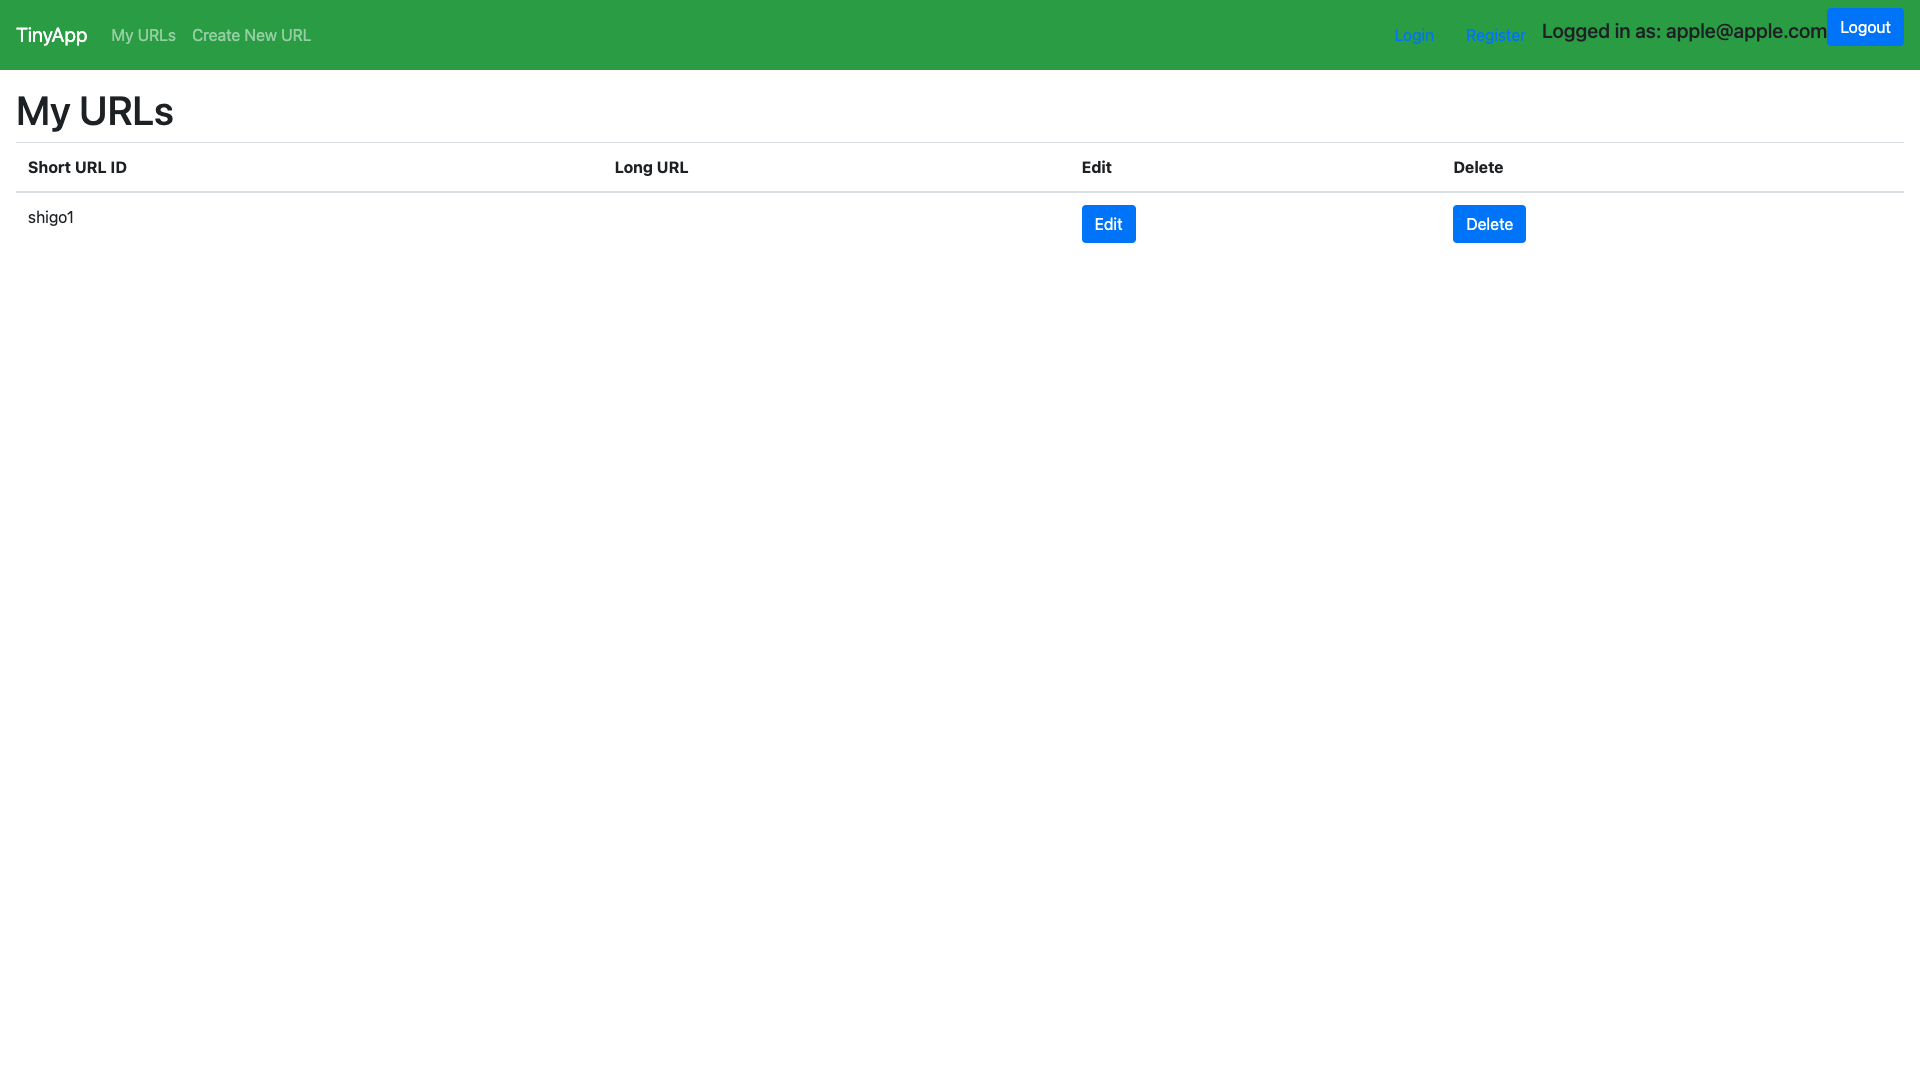 TinyApp My URLs Create New URL Login Register Logged in as: apple@apple.com Logout
My URLs
Short URL ID Long URL Edit Delete
shigo1 Edit Delete